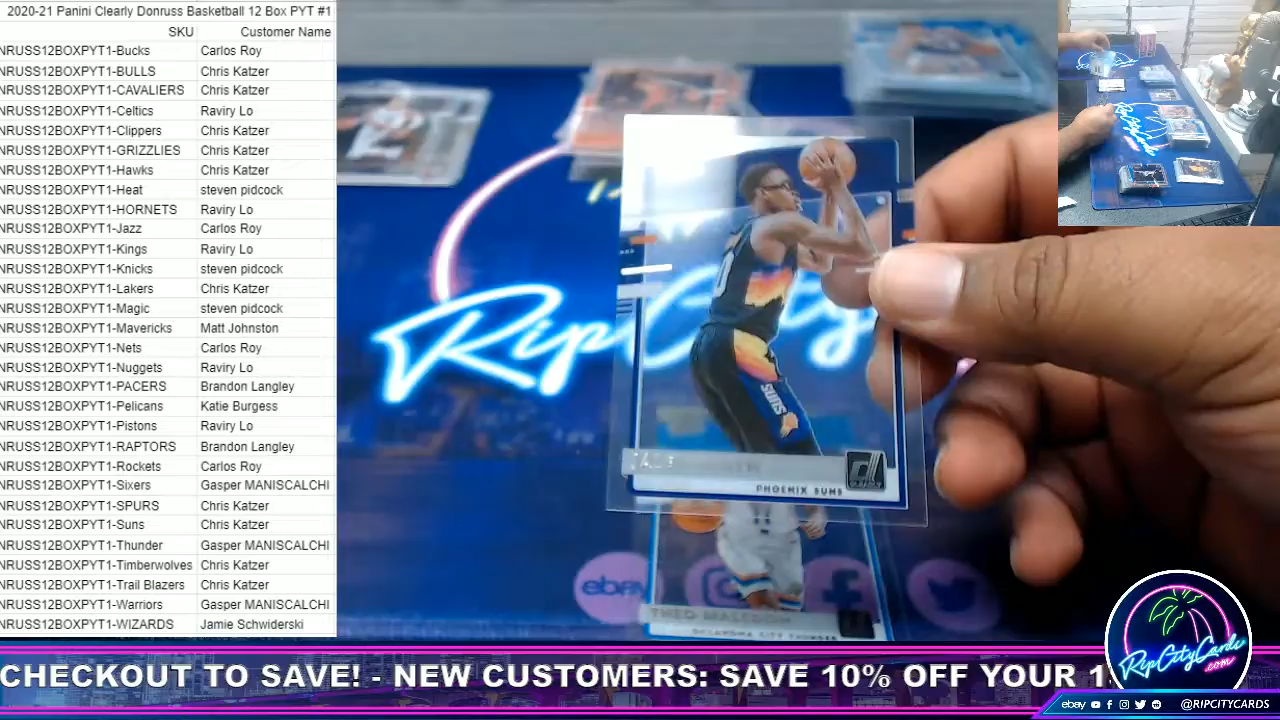 2020-21 Panini Clearly Donruss Basketball 12 Box PYT #1
SKU Customer Name
NRUSS12BOXPYT1-Bucks Carlos Roy
NRUSS12BOXPYT1-BULLS Chris Katzer
NRUSS12BOXPYT1-CAVALIERS Chris Katzer
NRUSS12BOXPYT1-Celtics Raviry Lo
NRUSS12BOXPYT1-Clippers Chris Katzer
NRUSS12BOXPYT1-GRIZZLIES Chris Katzer
NRUSS12BOXPYT1-Hawks Chris Katzer
NRUSS12BOXPYT1-Heat steven pidcock
NRUSS12BOXPYT1-HORNETS Raviry Lo
NRUSS12BOXPYT1-Jazz Carlos Roy
NRUSS12BOXPYT1-Kings Raviry Lo
NRUSS12BOXPYT1-Knicks steven pidcock
NRUSS12BOXPYT1-Lakers Chris Katzer
NRUSS12BOXPYT1-Magic steven pidcock
NRUSS12BOXPYT1-Mavericks Matt Johnston
NRUSS12BOXPYT1-Nets Carlos Roy
NRUSS12BOXPYT1-Nuggets Raviry Lo
NRUSS12BOXPYT1-PACERS Brandon Langley
NRUSS12BOXPYT1-Pelicans Katie Burgess
NRUSS12BOXPYT1-Pistons Raviry Lo
NRUSS12BOXPYT1-RAPTORS Brandon Langley
NRUSS12BOXPYT1-Rockets Carlos Roy
NRUSS12BOXPYT1-Sixers Gasper MANISCALCHI
NRUSS12BOXPYT1-SPURS Chris Katzer
NRUSS12BOXPYT1-Suns Chris Katzer
NRUSS12BOXPYT1-Thunder Gasper MANISCALCHI
NRUSS12BOXPYT1-Timberwolves Chris Katzer
NRUSS12BOXPYT1-Trail Blazers Chris Katzer
NRUSS12BOXPYT1-Warriors Gasper MANISCALCHI
NRUSS12BOXPYT1-WIZARDS Jamie Schwiderski
RipCity
SUNS
PHOENIX SUNS
ebay
THEO MALEDON
OKLAHOMA CITY THUNDER
RipCityCards
.com
CHECKOUT TO SAVE! - NEW CUSTOMERS: SAVE 10% OFF YOUR 1
ebay @RIPCITYCARDS